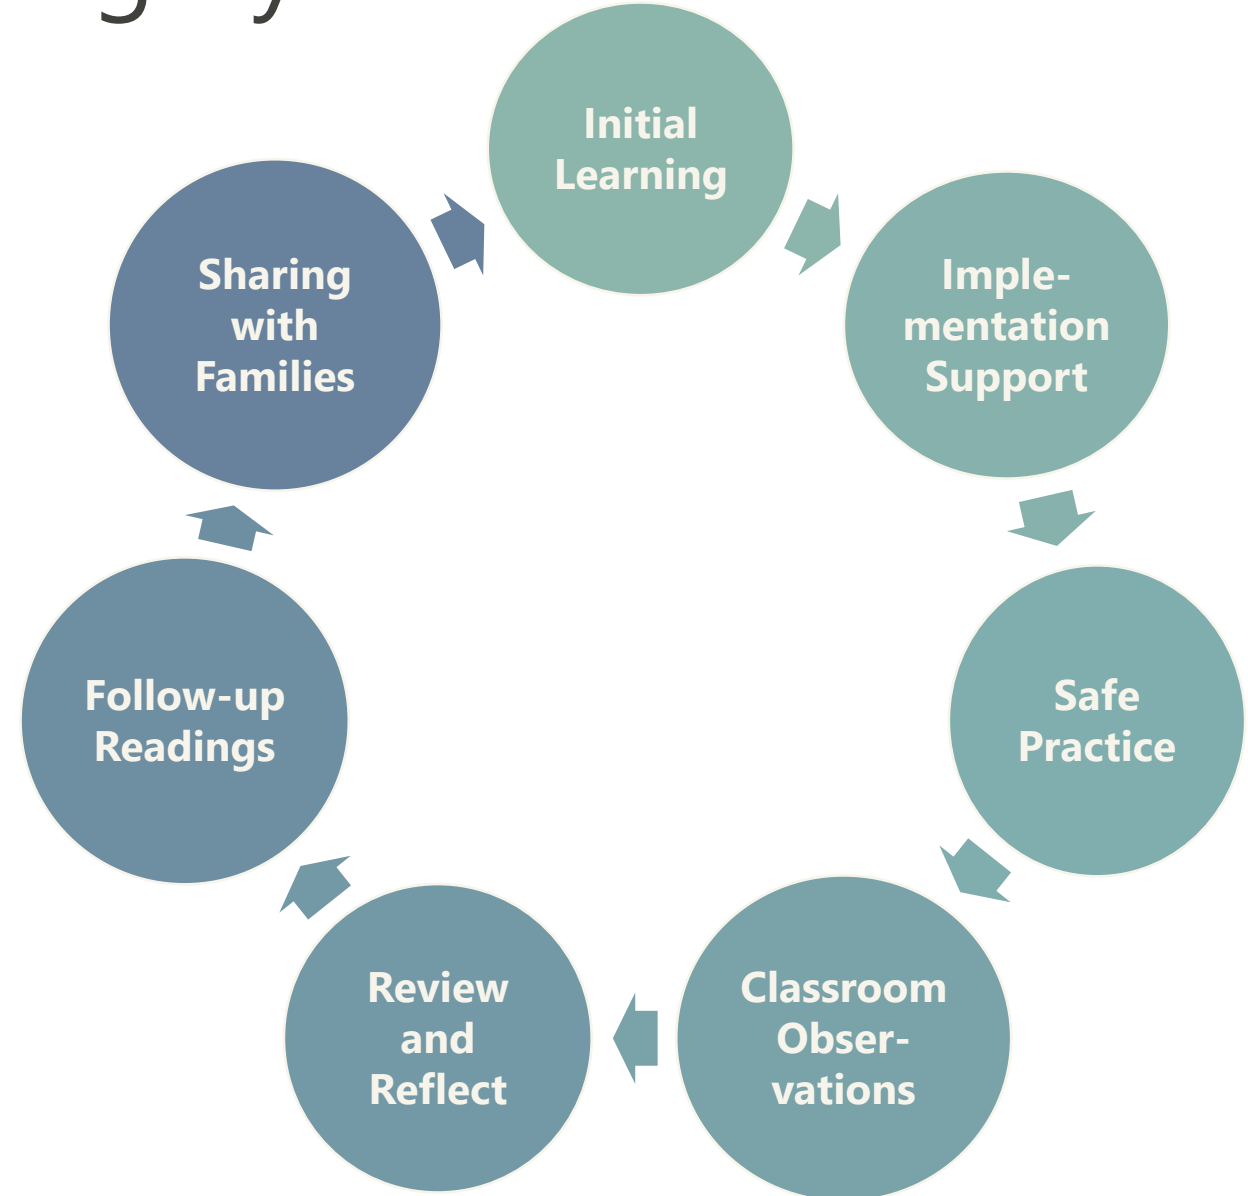 Initial
Learning
Imple-
mentation
Support
Safe
Practice
Classroom
Obser-
vations
Review
and
Reflect
Follow-up
Readings
Sharing
with
Families